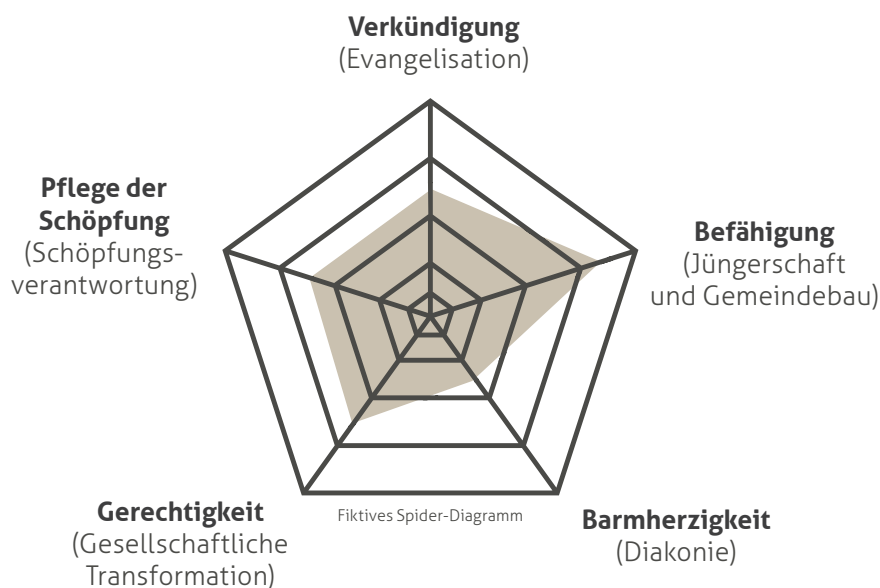 Verkündigung
(Evangelisation)
Pflege der
Schöpfung
(Schöpfungs-
verantwortung)
Befähigung
(Jüngerschaft
und Gemeindebau)
Gerechtigkeit
(Gesellschaftliche
Transformation)
Fiktives Spider-Diagramm
Barmherzigkeit
(Diakonie)